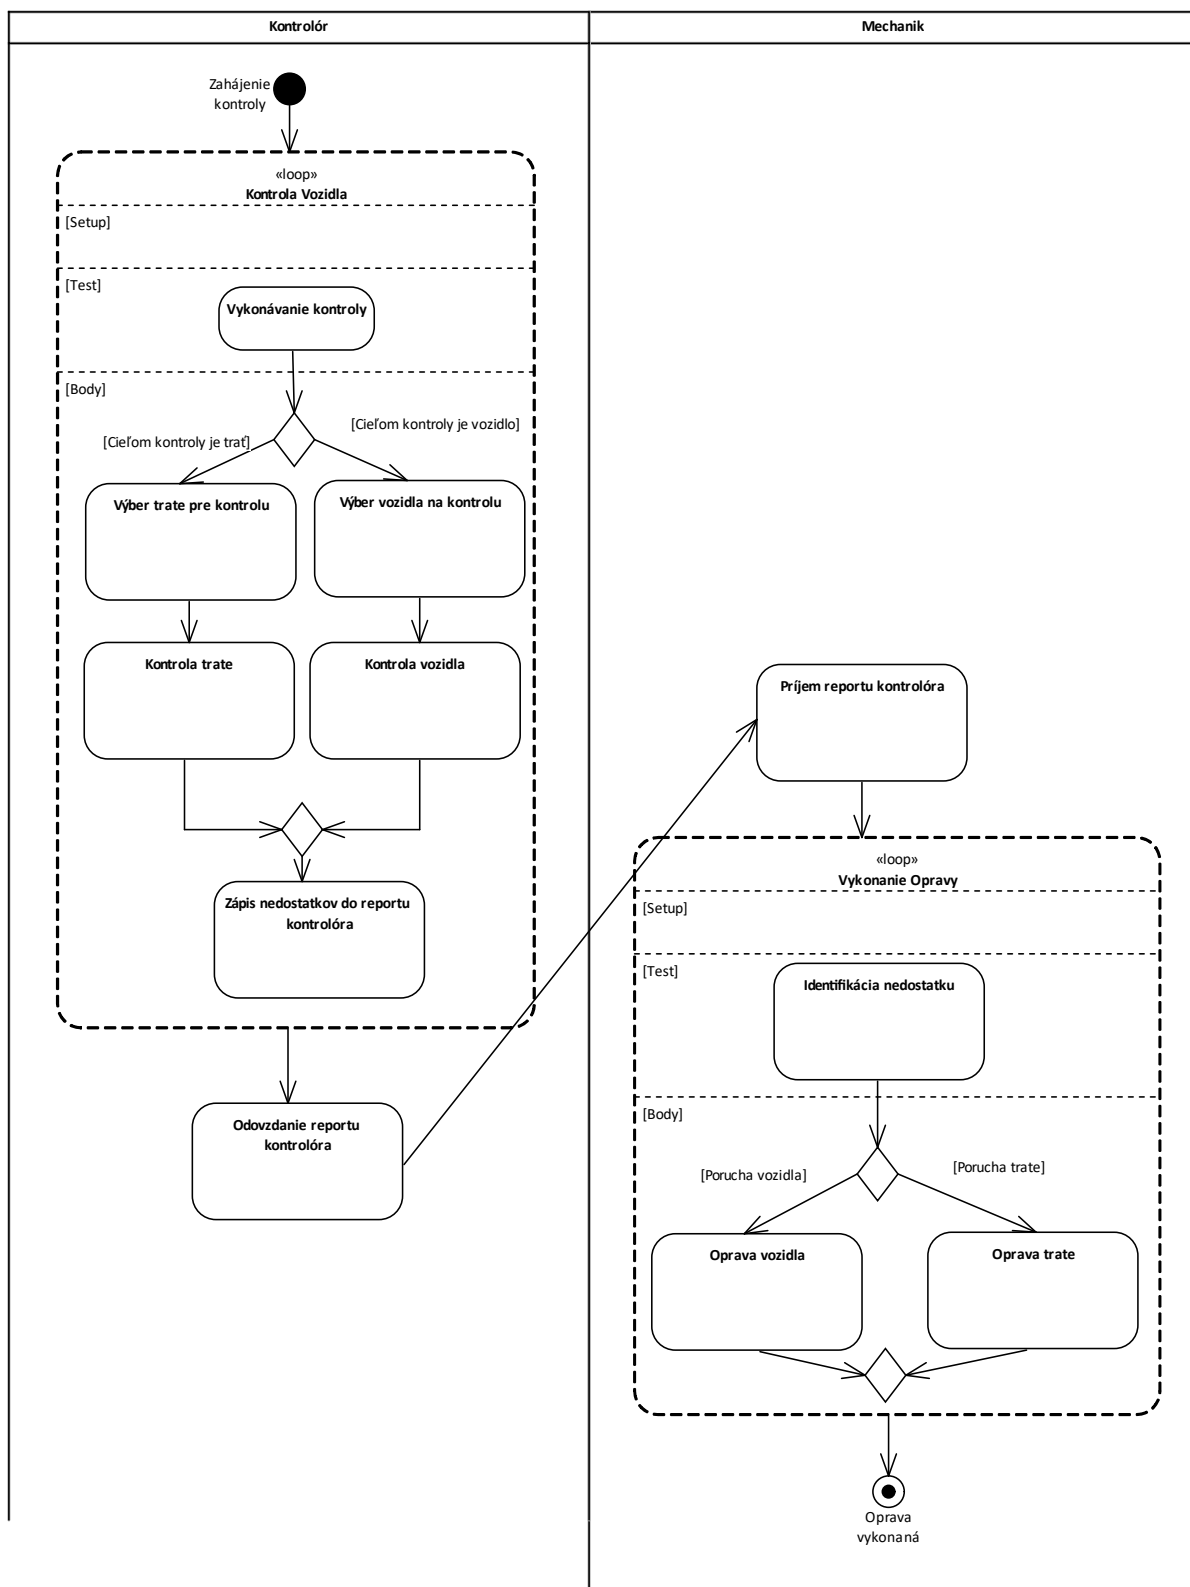 Kontrolór
Mechanik
Zahájenie
kontroly
«loop»
Kontrola Vozidla
[Setup]
[Test]
Vykonávanie kontroly
[Body]
[Cieľom kontroly je trať]
[Cieľom kontroly je vozidlo]
Výber trate pre kontrolu
Výber vozidla na kontrolu
Kontrola trate
Kontrola vozidla
Zápis nedostatkov do reportu
kontrolóra
Odovzdanie reportu
kontrolóra
Príjem reportu kontrolóra
«loop»
Vykonanie Opravy
[Setup]
[Test]
Identifikácia nedostatku
[Body]
[Porucha vozidla]
[Porucha trate]
Oprava vozidla
Oprava trate
Oprava
vykonaná